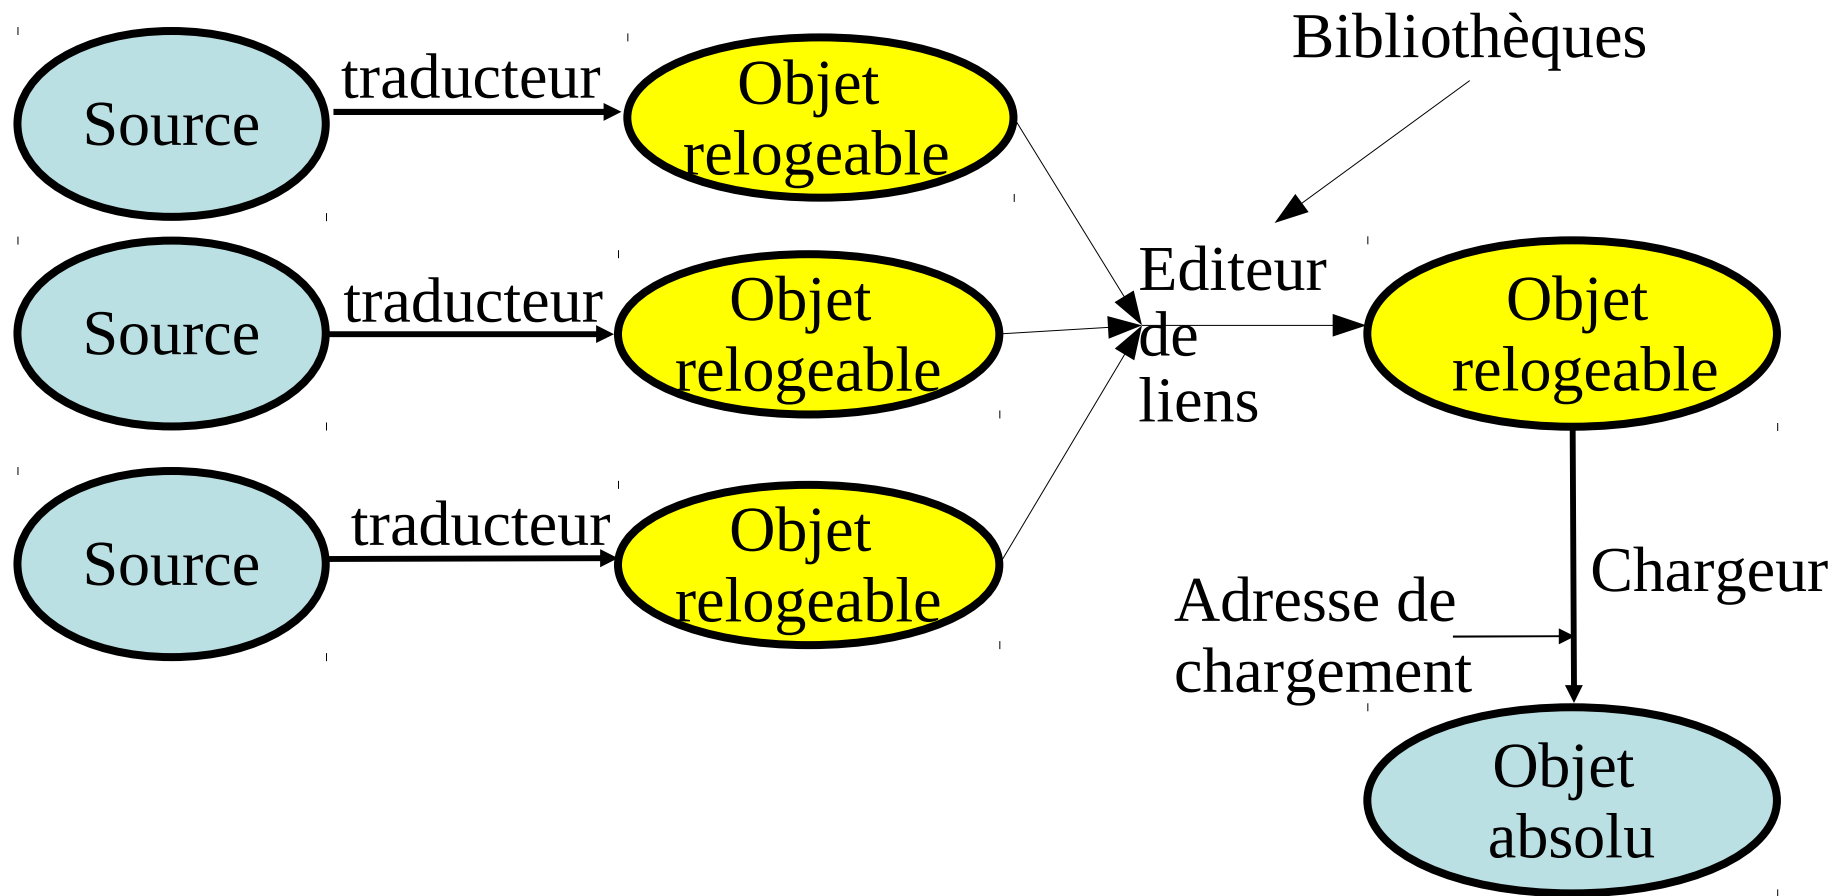 Bibliothèques
Source
traducteur
Objet
relogeable
Source
traducteur
Objet
relogeable
Editeur
de
liens
Objet
relogeable
Source
traducteur
Objet
relogeable
Chargeur
Adresse de
chargement
Objet
absolu